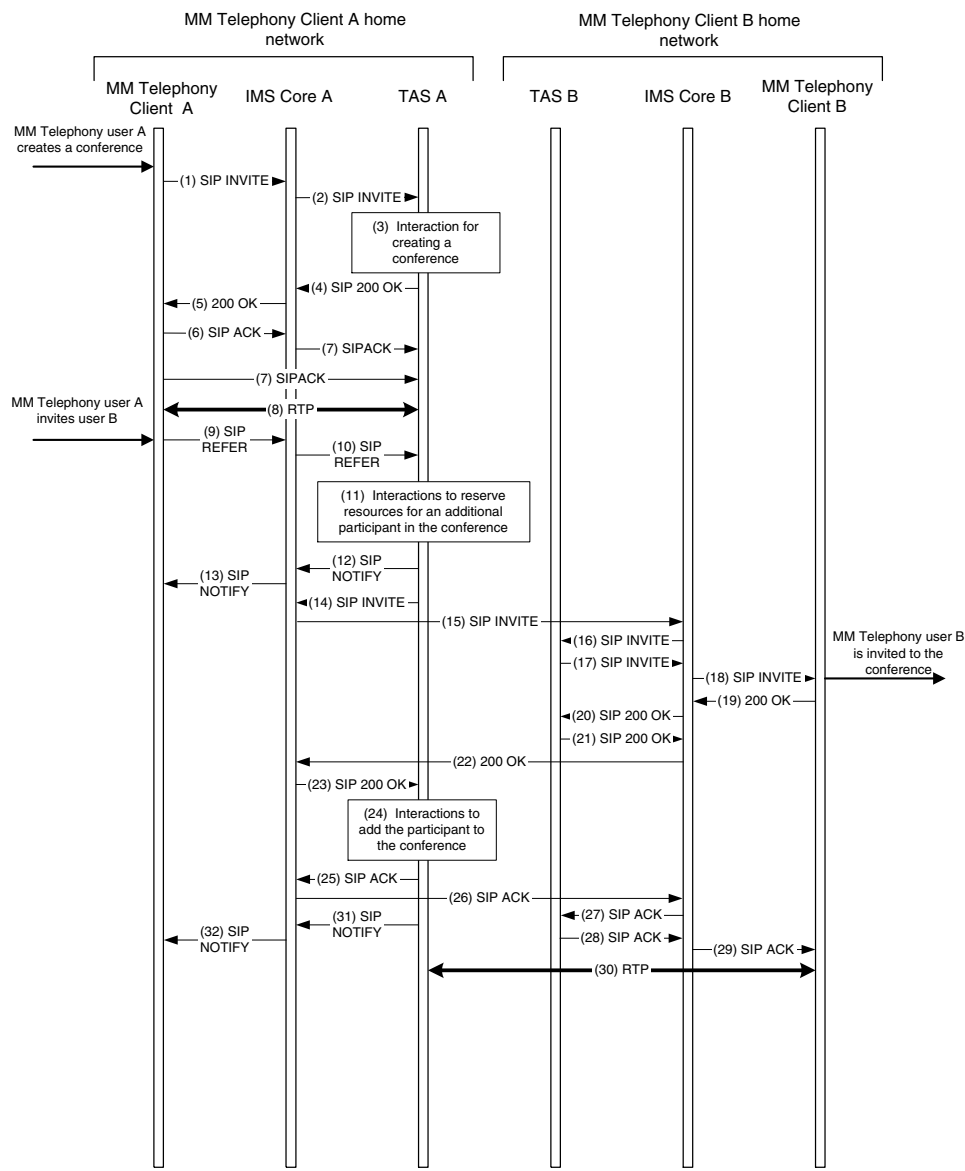 MM Telephony Client A home
network
MM Telephony Client B home
network
MM Telephony
Client A
IMS Core A
TAS A
TAS B
IMS Core B
MM Telephony
Client B
MM Telephony user A
creates a conference
(1) SIP INVITE
(2) SIP INVITE
(3) Interaction for
creating a
conference
(4) SIP 200 OK
(5) 200 OK
(6) SIP ACK
(7) SIPACK
(7) SIPACK
MM Telephony user A
invites user B
(8) RTP
(9) SIP
REFER
(10) SIP
REFER
(11) Interactions to reserve
resources for an additional
participant in the conference
(12) SIP
NOTIFY
(13) SIP
NOTIFY
(14) SIP INVITE
(15) SIP INVITE
(16) SIP INVITE
(17) SIP INVITE
(18) SIP INVITE
MM Telephony user B
is invited to the
conference
(19) 200 OK
(20) SIP 200 OK
(21) SIP 200 OK
(22) 200 OK
(23) SIP 200 OK
(24) Interactions to
add the participant to
the conference
(25) SIP ACK
(26) SIP ACK
(31) SIP
NOTIFY
(27) SIP ACK
(32) SIP
NOTIFY
(28) SIP ACK
(29) SIP ACK
(30) RTP